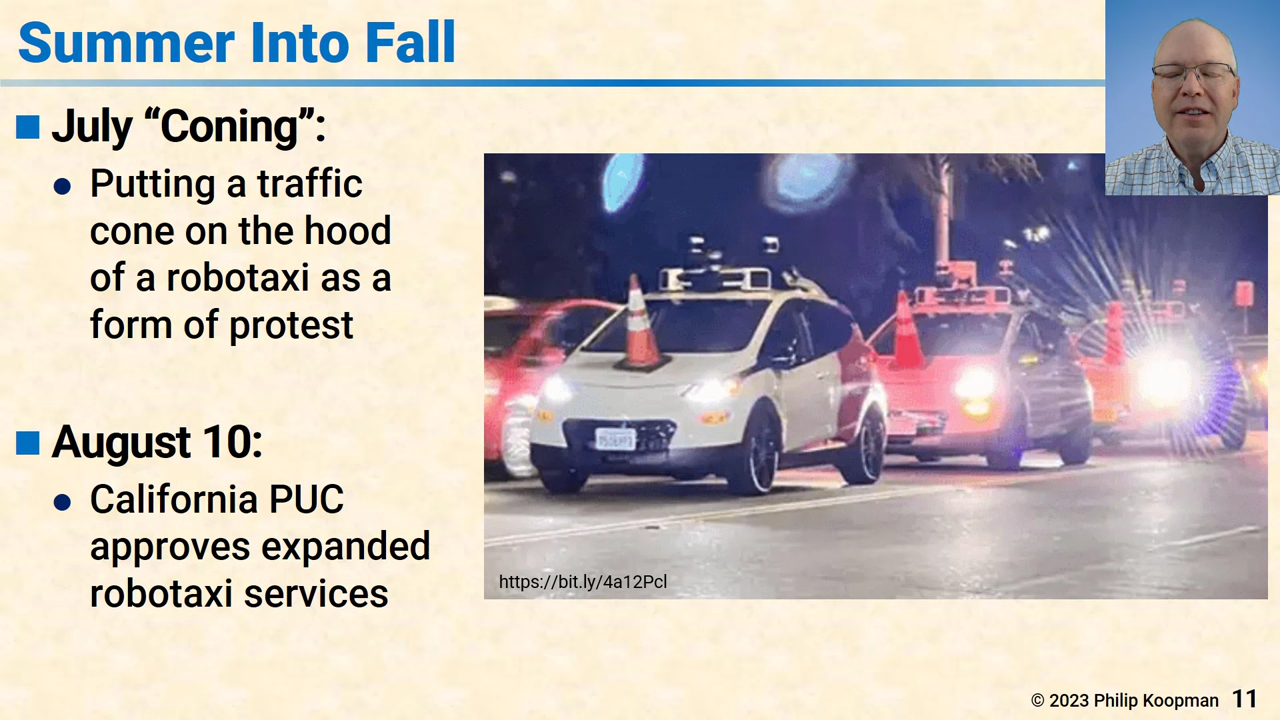 Summer Into Fall
July “Coning”:
Putting a traffic
cone on the hood
of a robotaxi as a
form of protest
August 10:
California PUC
approves expanded
robotaxi services
https://bit.ly/4a12Pcl
© 2023 Philip Koopman 11